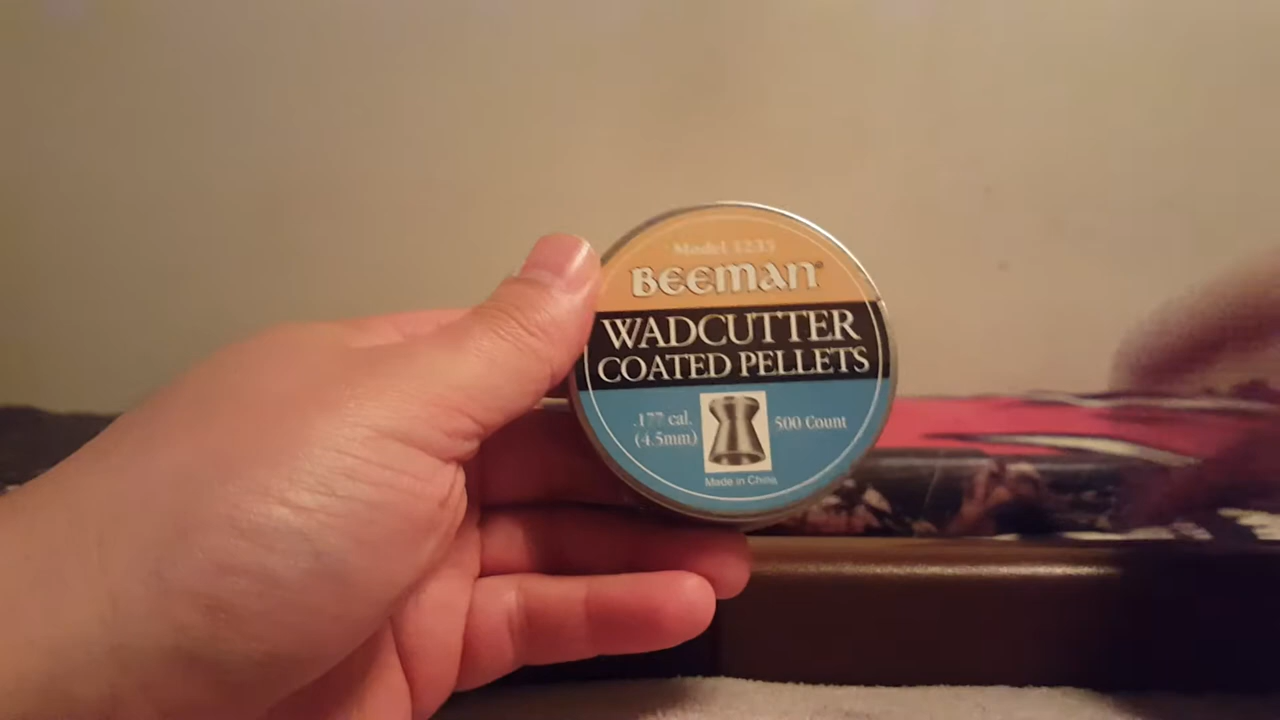 Model 1235
BEEMAN®
WADCUTTER
COATED PELLETS
.177 cal.
(4.5mm)
500 Count
Made in China